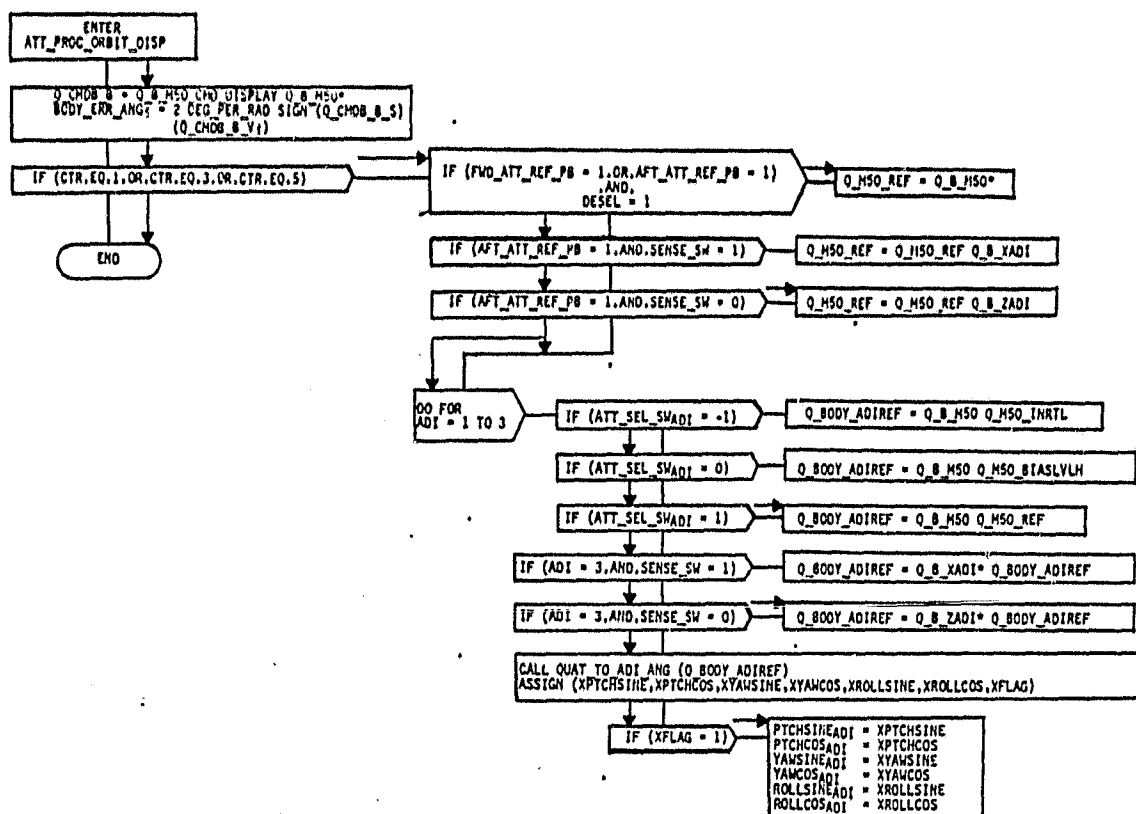 ENTER
ATT_PROC_ORBIT_DISP
Q_CMDB_B = Q_B_M50_CMD_DISPLAY Q_B_M50*
BODY_ERR_ANG = 2 DEG_PER_RAD SIGN (Q_CMDB_B_S)
(Q_CMDB_B_V)
IF (CTR.EQ.1.OR.CTR.EQ.3.OR.CTR.EQ.5)
END
IF (FWD_ATT_REF_PB = 1.OR.AFT_ATT_REF_PB = 1)
.AND.
DESEL = 1
Q_M50_REF = Q_B_M50*
IF (AFT_ATT_REF_PB = 1.AND.SENSE_SW = 1)
Q_M50_REF = Q_M50_REF Q_B_XADI
IF (AFT_ATT_REF_PB = 1.AND.SENSE_SW = 0)
Q_M50_REF = Q_M50_REF Q_B_ZADI
DO FOR
ADI = 1 TO 3
IF (ATT_SEL_SWADI = -1)
Q_BODY_ADIREF = Q_B_M50 Q_M50_INRTL
IF (ATT_SEL_SWADI = 0)
Q_BODY_ADIREF = Q_B_M50 Q_M50_BIASLVLH
IF (ATT_SEL_SWADI = 1)
Q_BODY_ADIREF = Q_B_M50 Q_M50_REF
IF (ADI = 3.AND.SENSE_SW = 1)
Q_BODY_ADIREF = Q_B_XADI* Q_BODY_ADIREF
IF (ADI = 3.AND.SENSE_SW = 0)
Q_BODY_ADIREF = Q_B_ZADI* Q_BODY_ADIREF
CALL QUAT_TO_ADI_ANG (Q_BODY_ADIREF)
ASSIGN (XPTCHSINE,XPTCHCOS,XYAWSINE,XYAWCOS,XROLLSINE,XROLLCOS,XFLAG)
IF (XFLAG = 1)
PTCHSINEADI = XPTCHSINE
PTCHCOSADI = XPTCHCOS
YAWSINEADI = XYAWSINE
YAWCOSADI = XYAWCOS
ROLLSINEADI = XROLLSINE
ROLLCOSADI = XROLLCOS